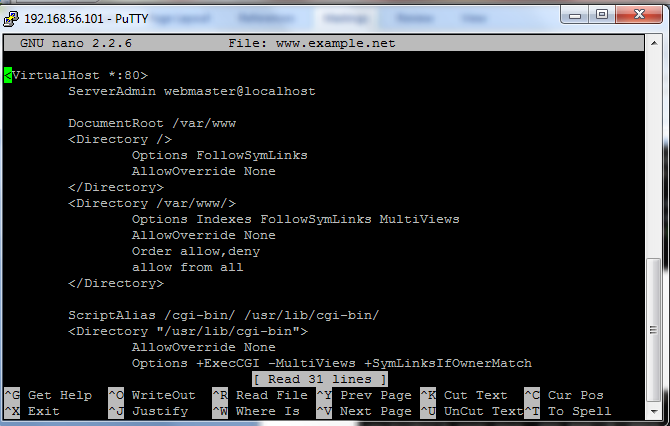 192.168.56.101 - PuTTY
GNU nano 2.2.6 File: www.example.net
<VirtualHost *:80>
ServerAdmin webmaster@localhost
DocumentRoot /var/www
<Directory />
Options FollowSymLinks
AllowOverride None
</Directory>
<Directory /var/www/>
Options Indexes FollowSymLinks MultiViews
AllowOverride None
Order allow,deny
allow from all
</Directory>
ScriptAlias /cgi-bin/ /usr/lib/cgi-bin/
<Directory "/usr/lib/cgi-bin">
AllowOverride None
Options +ExecCGI -MultiViews +SymLinksIfOwnerMatch
[ Read 31 lines ]
^G Get Help ^O WriteOut ^R Read File ^Y Prev Page ^K Cut Text ^C Cur Pos
^X Exit ^J Justify ^W Where Is ^V Next Page ^U UnCut Text ^T To Spell